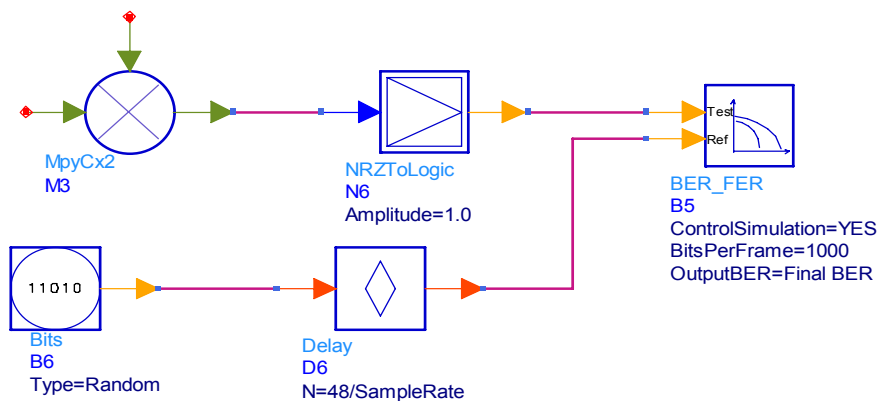 MpyCx2
M3
NRZToLogic
N6
Amplitude=1.0
Test
Ref
BER_FER
B5
ControlSimulation=YES
BitsPerFrame=1000
OutputBER=Final BER
11010
Bits
B6
Type=Random
Delay
D6
N=48/SampleRate